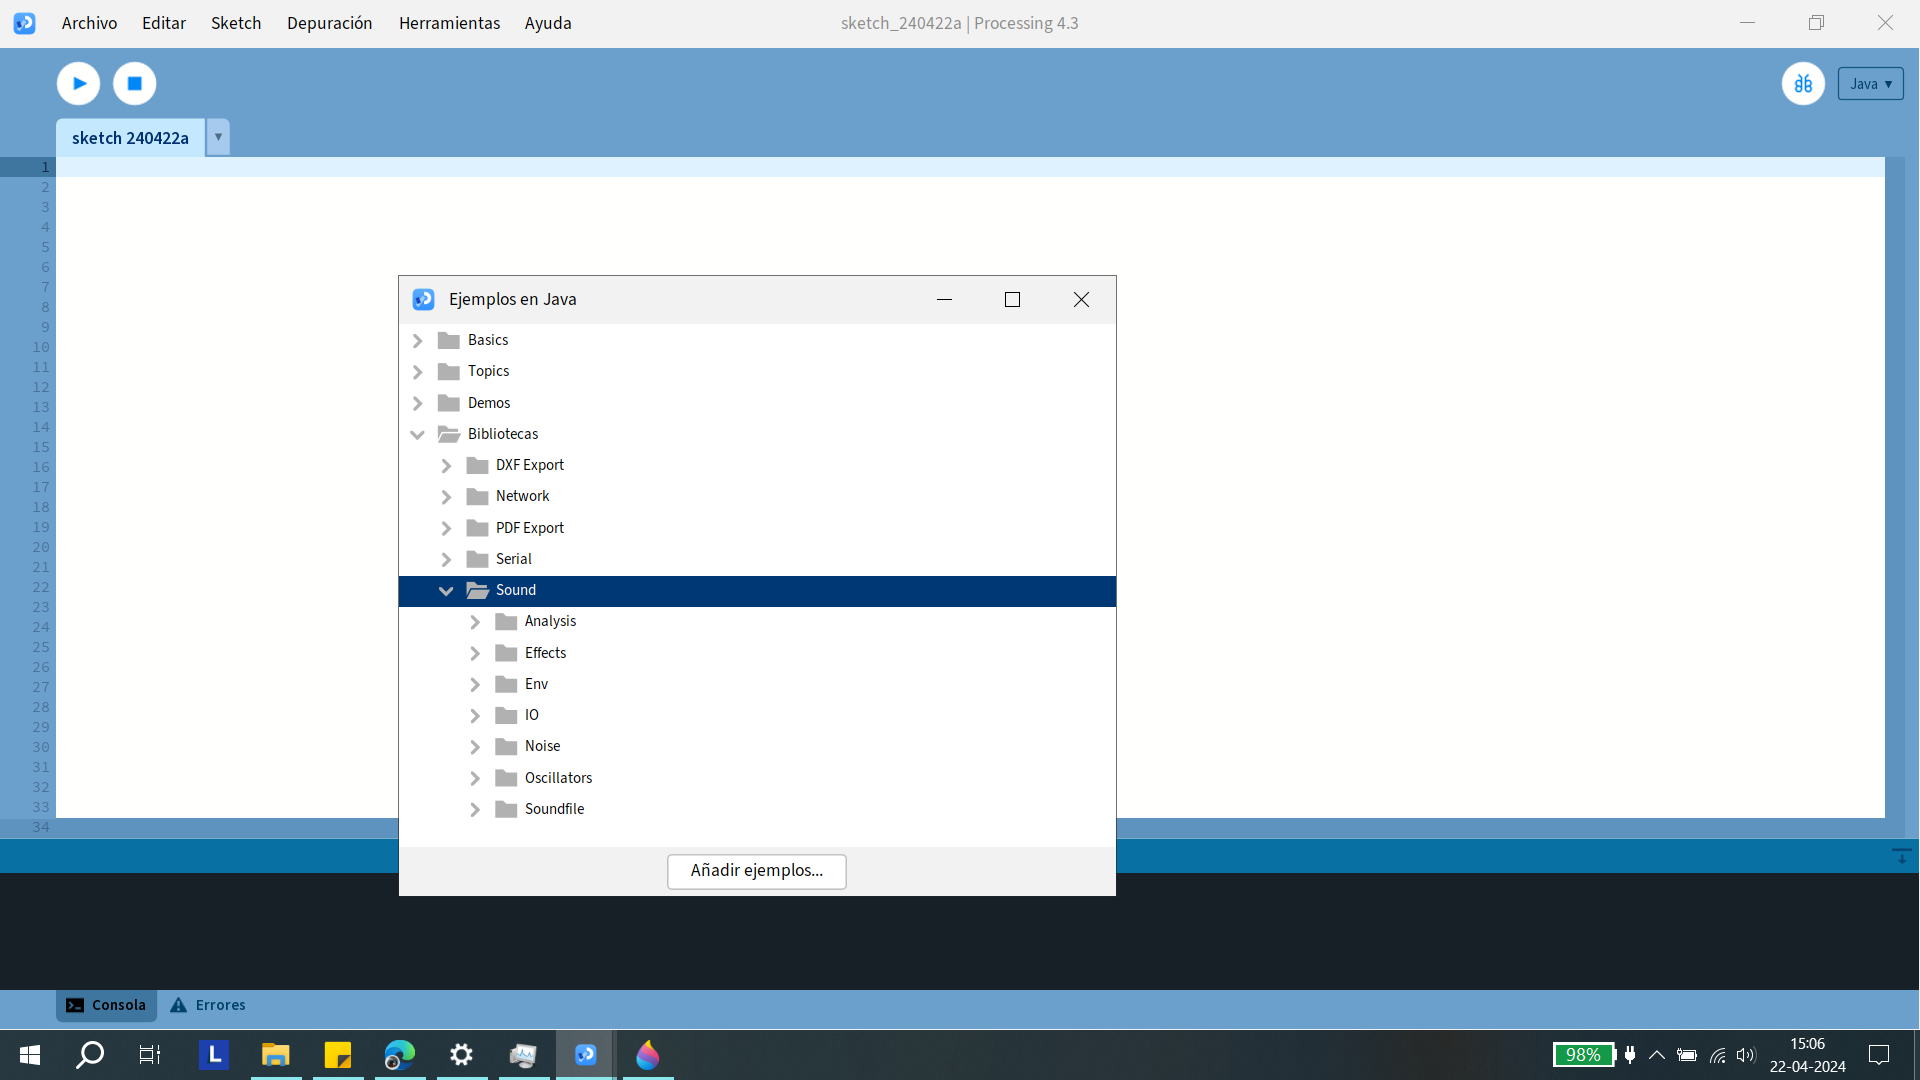 Archivo Editar Sketch Depuración Herramientas Ayuda
sketch_240422a | Processing 4.3
Java ▾
sketch 240422a ▾
1
2
3
4
5
6
7
8
9
10
11
12
13
14
15
16
17
18
19
20
21
22
23
24
25
26
27
28
29
30
31
32
33
34
Ejemplos en Java
Basics
Topics
Demos
Bibliotecas
DXF Export
Network
PDF Export
Serial
Sound
Analysis
Effects
Env
IO
Noise
Oscillators
Soundfile
Añadir ejemplos...
Consola Errores
L
98%
15:06
22-04-2024